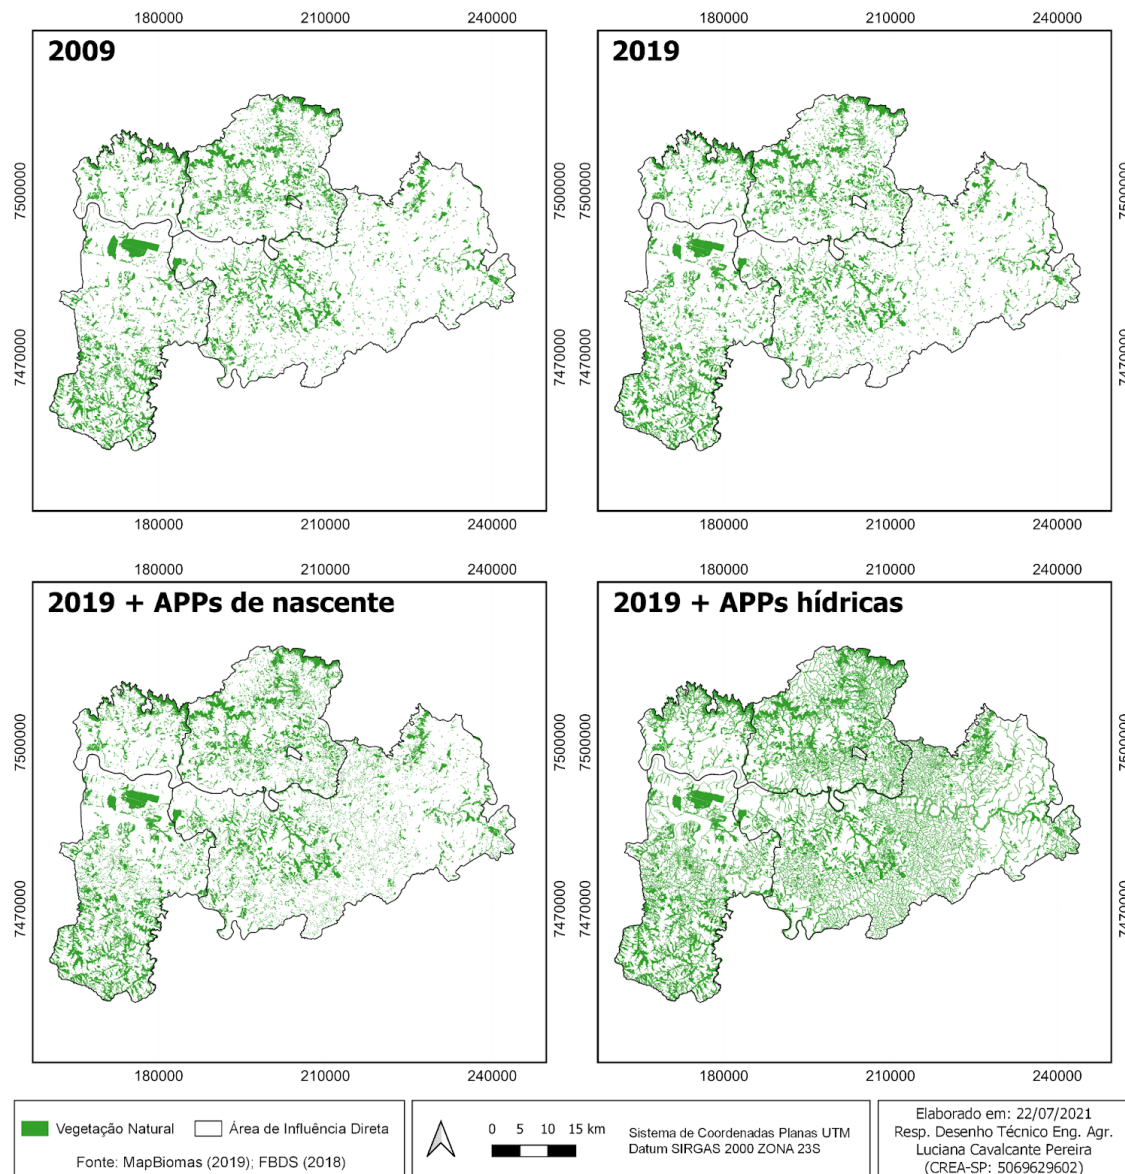 180000 210000 240000
180000 210000 240000
2009
2019
7500000
7500000
7500000
7470000
7470000
7470000
180000 210000 240000
180000 210000 240000
180000 210000 240000
180000 210000 240000
2019 + APPs de nascente
2019 + APPs hídricas
7500000
7500000
7500000
7470000
7470000
7470000
180000 210000 240000
180000 210000 240000
Vegetação Natural
Área de Influência Direta
Fonte: MapBiomas (2019); FBDS (2018)
0 5 10 15 km
Sistema de Coordenadas Planas UTM
Datum SIRGAS 2000 ZONA 23S
Elaborado em: 22/07/2021
Resp. Desenho Técnico Eng. Agr.
Luciana Cavalcante Pereira
(CREA-SP: 5069629602)